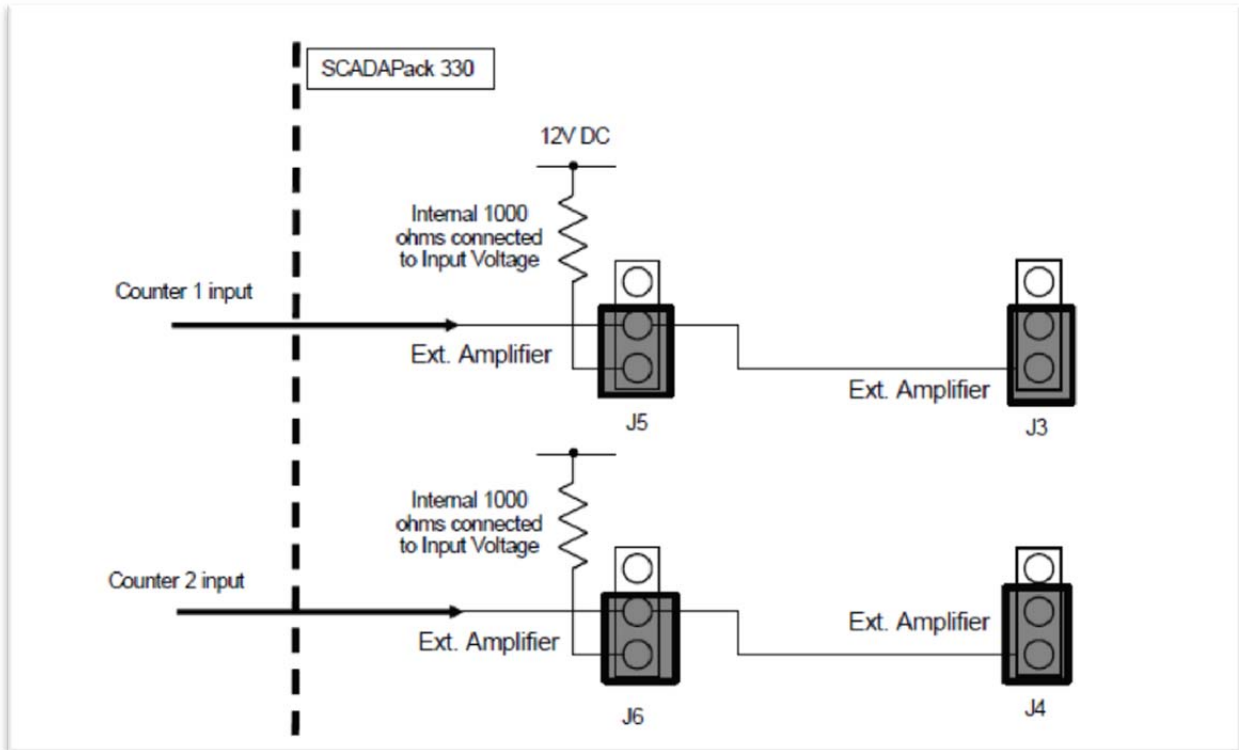 SCADAPack 330
12V DC
Internal 1000
ohms connected
to Input Voltage
Counter 1 input
Ext. Amplifier
Ext. Amplifier
J5
J3
Internal 1000
ohms connected
to Input Voltage
Counter 2 input
Ext. Amplifier
Ext. Amplifier
J6
J4